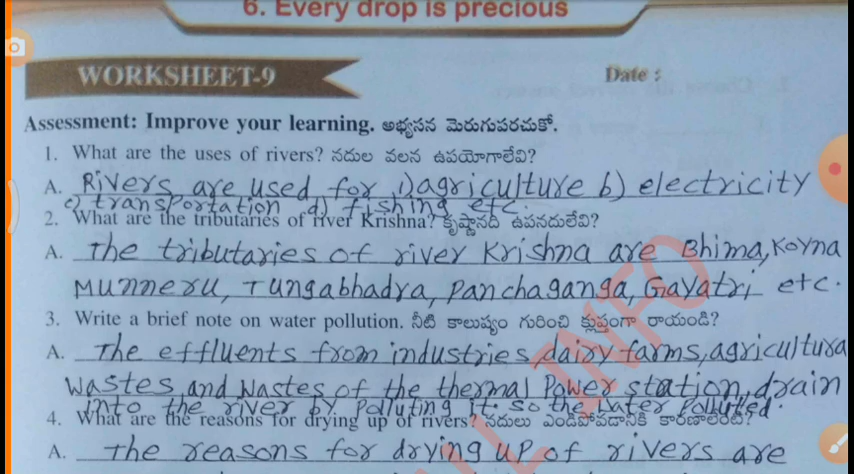 6. Every drop is precious
WORKSHEET-9
Date :
Assessment: Improve your learning. అభ్యసన మెరుగుపరచుకో.
1. What are the uses of rivers? నదుల వలన ఉపయోగాలేవి?
A. Rivers are used for 1) agriculture b) electricity
c) transportation d) fishing etc.
2. What are the tributaries of river Krishna? కృష్ణానది ఉపనదులేవి?
A. The tributaries of river Krishna are Bhima, Koyna
Munneru, Tungabhadra, Panchaganga, Gayatri, etc.
3. Write a brief note on water pollution. నీటి కాలుష్యం గురించి క్లుప్తంగా రాయండి?
A. The effluents from industries, dairy farms, agricultura
wastes, and wastes of the thermal power station, drain
into the river by polluting it. so the water polluted.
4. What are the reasons for drying up of rivers? నదులు ఎండిపోవడానికి కారణాలేంటి?
A. The reasons for drying up of rivers are
INFO